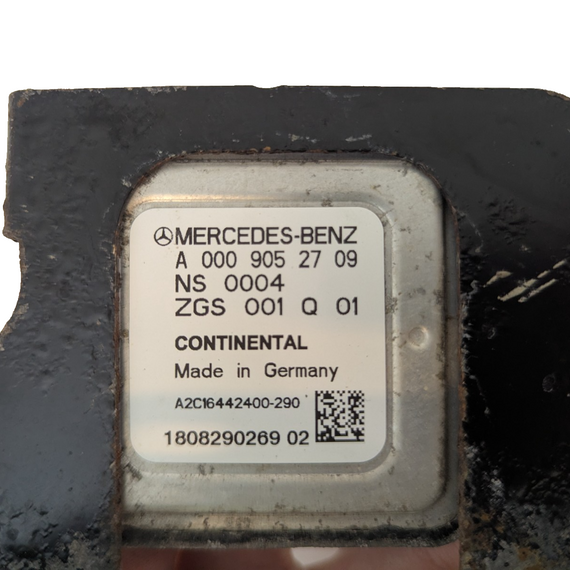 MERCEDES-BENZ
A 000 905 27 09
NS 0004
ZGS 001 Q 01
CONTINENTAL
Made in Germany
A2C16442400-290
1808290269 02